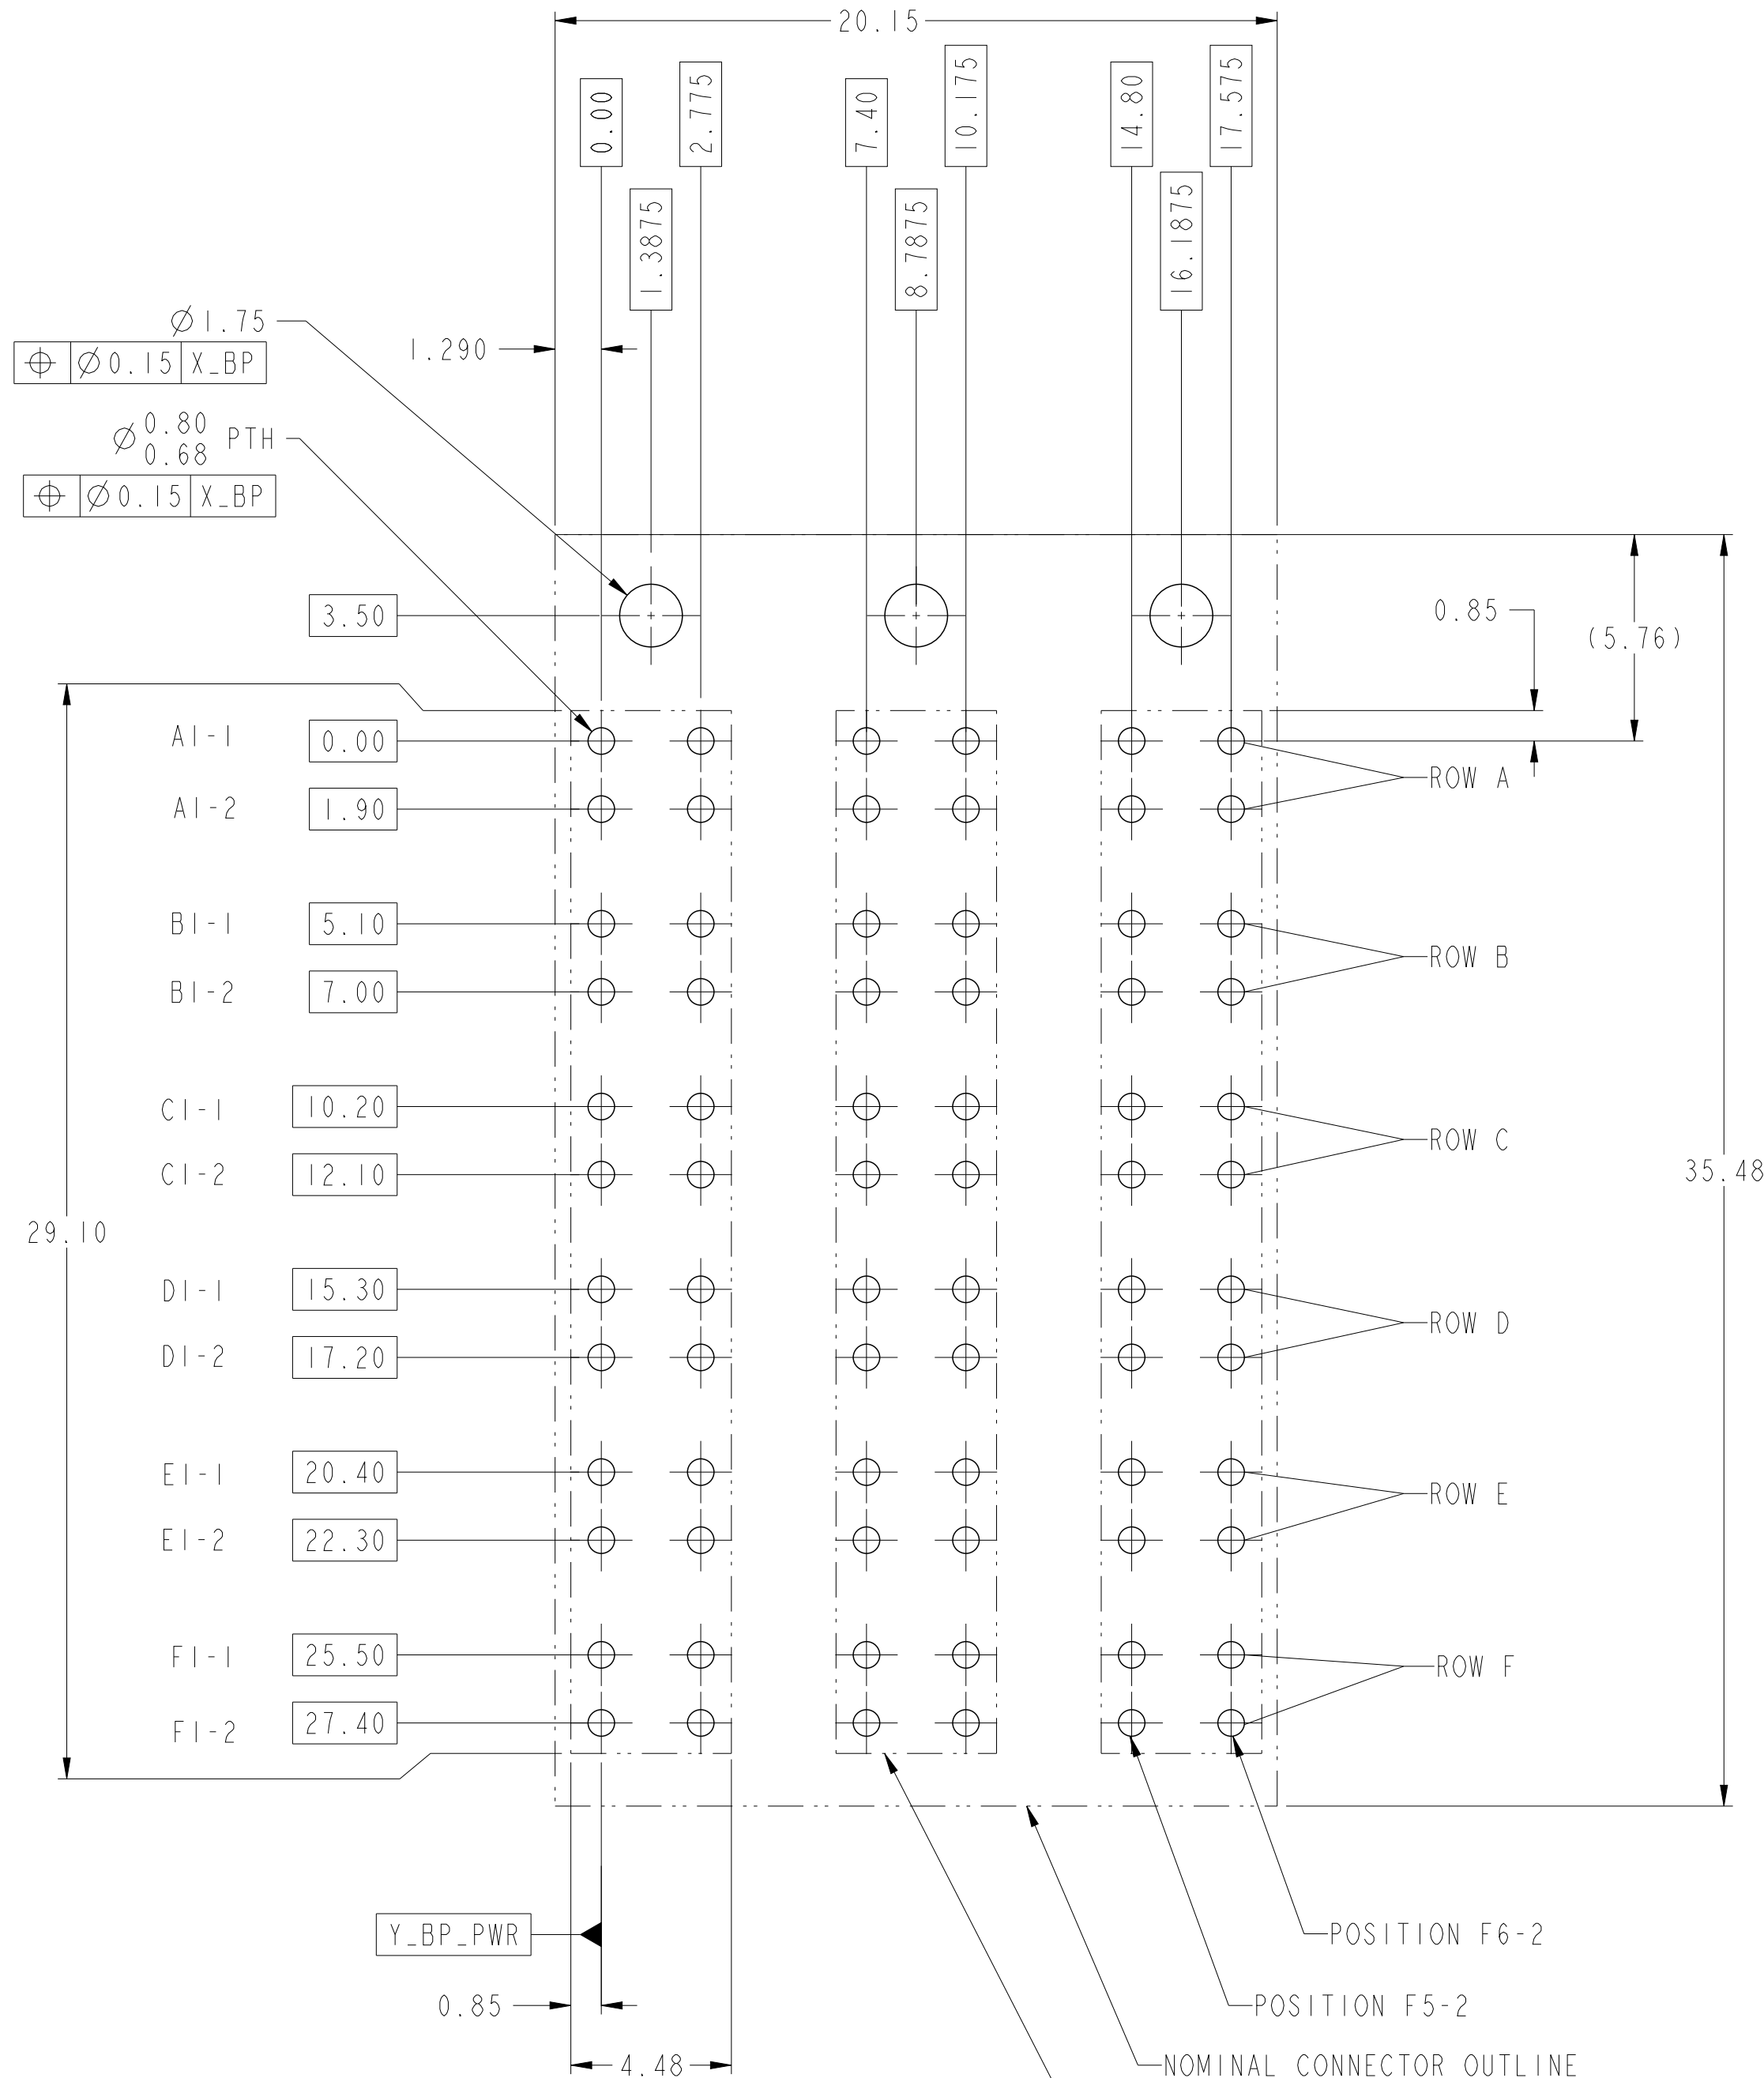 20.15
0.00
2.775
7.40
10.175
14.80
17.575
1.3875
8.7875
16.1875
Ø1.75
⌖ Ø0.15 X_BP
1.290
Ø 0.80
0.68 PTH
⌖ Ø0.15 X_BP
3.50
0.85
(5.76)
A1-1 0.00
ROW A
A1-2 1.90
B1-1 5.10
ROW B
B1-2 7.00
C1-1 10.20
ROW C
C1-2 12.10
35.48
29.10
D1-1 15.30
ROW D
D1-2 17.20
E1-1 20.40
ROW E
E1-2 22.30
F1-1 25.50
ROW F
F1-2 27.40
Y_BP_PWR
POSITION F6-2
0.85
POSITION F5-2
4.48
NOMINAL CONNECTOR OUTLINE